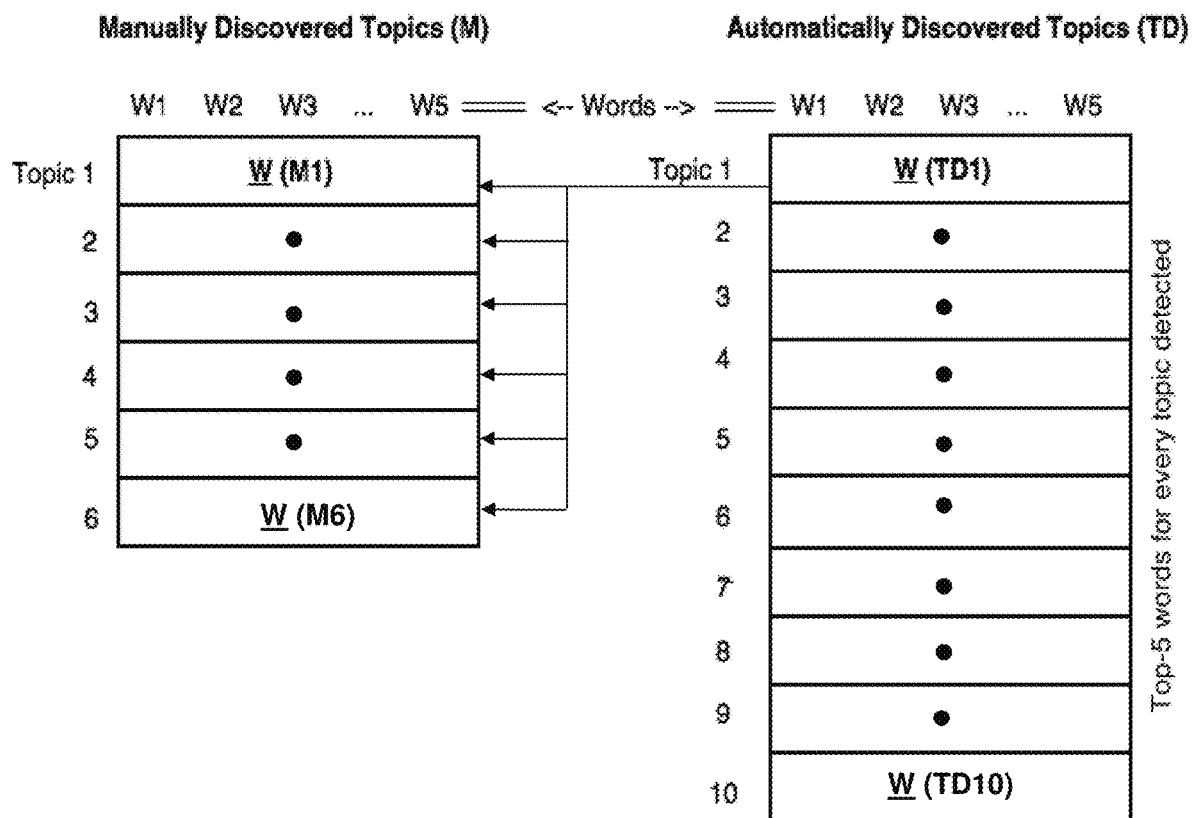 Manually Discovered Topics (M) Automatically Discovered Topics (TD)
W1 W2 W3 ... W5 <-- Words --> W1 W2 W3 ... W5
Topic 1 W (M1) Topic 1 W (TD1)
2 2
3 3
4 4
5 5
6 W (M6) 6
7
8
9
10 W (TD10)
Top-5 words for every topic detected